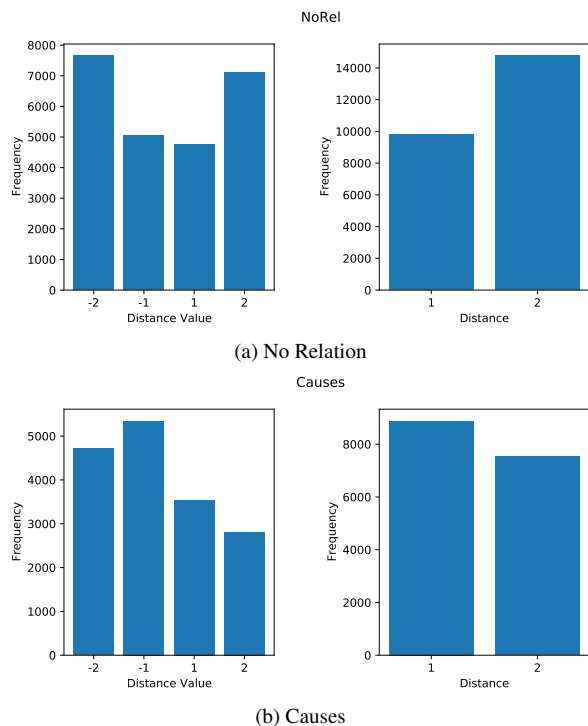 NoRel
8000
7000
6000
5000
4000
3000
2000
1000
0
Frequency
-2 -1 1 2
Distance Value
14000
12000
10000
8000
6000
4000
2000
0
Frequency
1 2
Distance
(a) No Relation
Causes
5000
4000
3000
2000
1000
0
Frequency
-2 -1 1 2
Distance Value
8000
6000
4000
2000
0
Frequency
1 2
Distance
(b) Causes